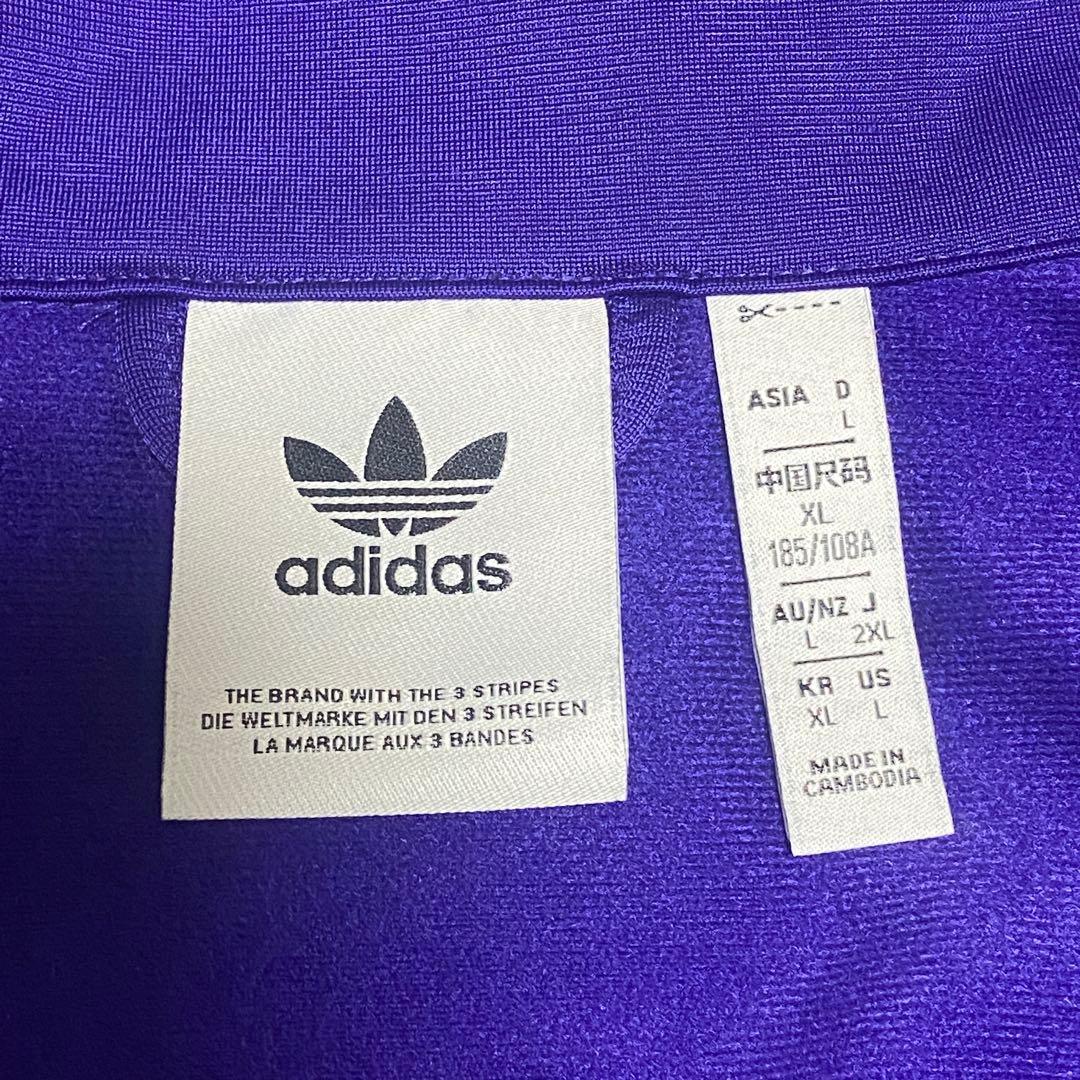 adidas
THE BRAND WITH THE 3 STRIPES
DIE WELTMARKE MIT DEN 3 STREIFEN
LA MARQUE AUX 3 BANDES
ASIA D
L
中国尺码
XL
185/108A
AU/NZ J
L 2XL
KR US
XL L
MADE IN
CAMBODIA